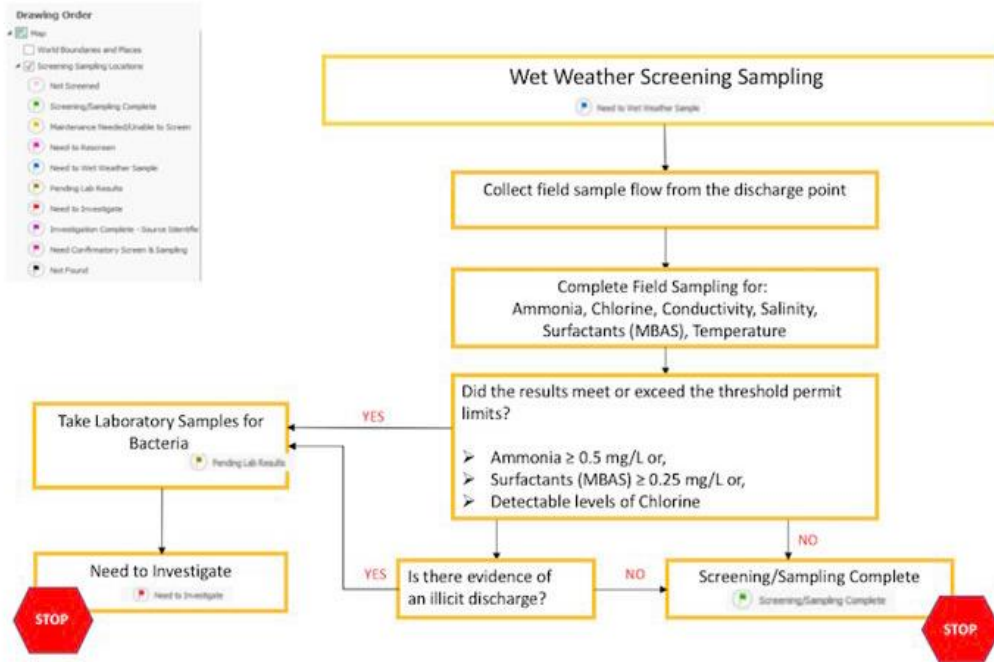 Drawing Order
Map
World Boundaries and Places
Screening Sampling Locations
Not Screened
Screening/Sampling Complete
Maintenance Needed/Unable to Screen
Need to Rescreen
Need to Wet Weather Sample
Pending Lab Results
Need to Investigate
Investigation Complete - Source Identifie
Need Confirmatory Screen & Sampling
Not Found
Wet Weather Screening Sampling
Need to Wet Weather Sample
Collect field sample flow from the discharge point
Complete Field Sampling for:
Ammonia, Chlorine, Conductivity, Salinity,
Surfactants (MBAS), Temperature
Did the results meet or exceed the threshold permit
limits?
➤ Ammonia ≥ 0.5 mg/L or,
➤ Surfactants (MBAS) ≥ 0.25 mg/L or,
➤ Detectable levels of Chlorine
YES
Take Laboratory Samples for
Bacteria
Pending Lab Results
NO
Need to Investigate
Need to Investigate
STOP
YES
Is there evidence of
an illicit discharge?
NO
Screening/Sampling Complete
Screening/Sampling Complete
STOP